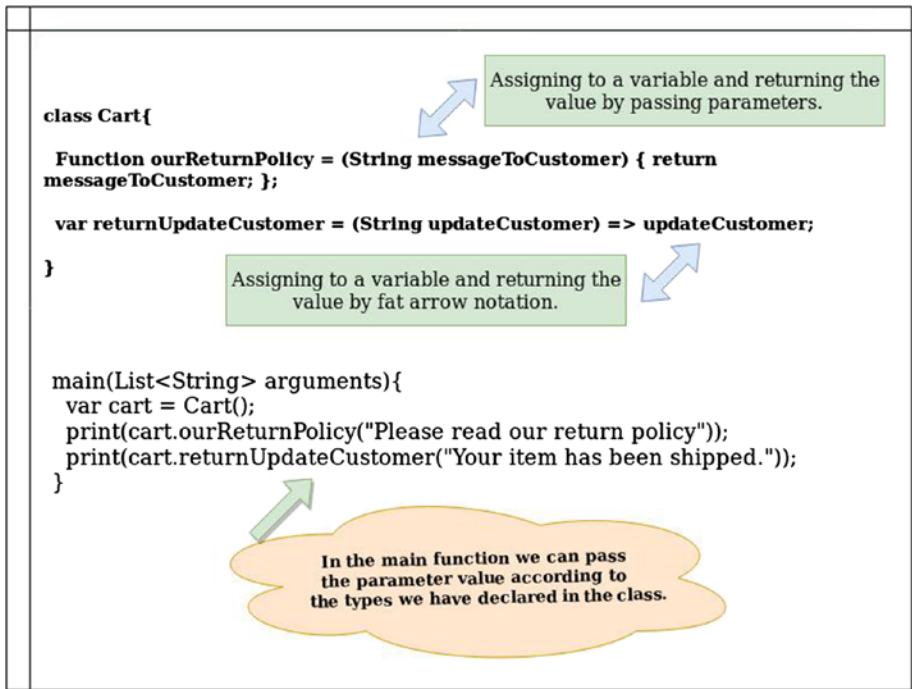 Assigning to a variable and returning the
value by passing parameters.
class Cart{
Function ourReturnPolicy = (String messageToCustomer) { return
messageToCustomer; };
var returnUpdateCustomer = (String updateCustomer) => updateCustomer;
}
Assigning to a variable and returning the
value by fat arrow notation.
main(List<String> arguments){
var cart = Cart();
print(cart.ourReturnPolicy("Please read our return policy"));
print(cart.returnUpdateCustomer("Your item has been shipped."));
}
In the main function we can pass
the parameter value according to
the types we have declared in the class.